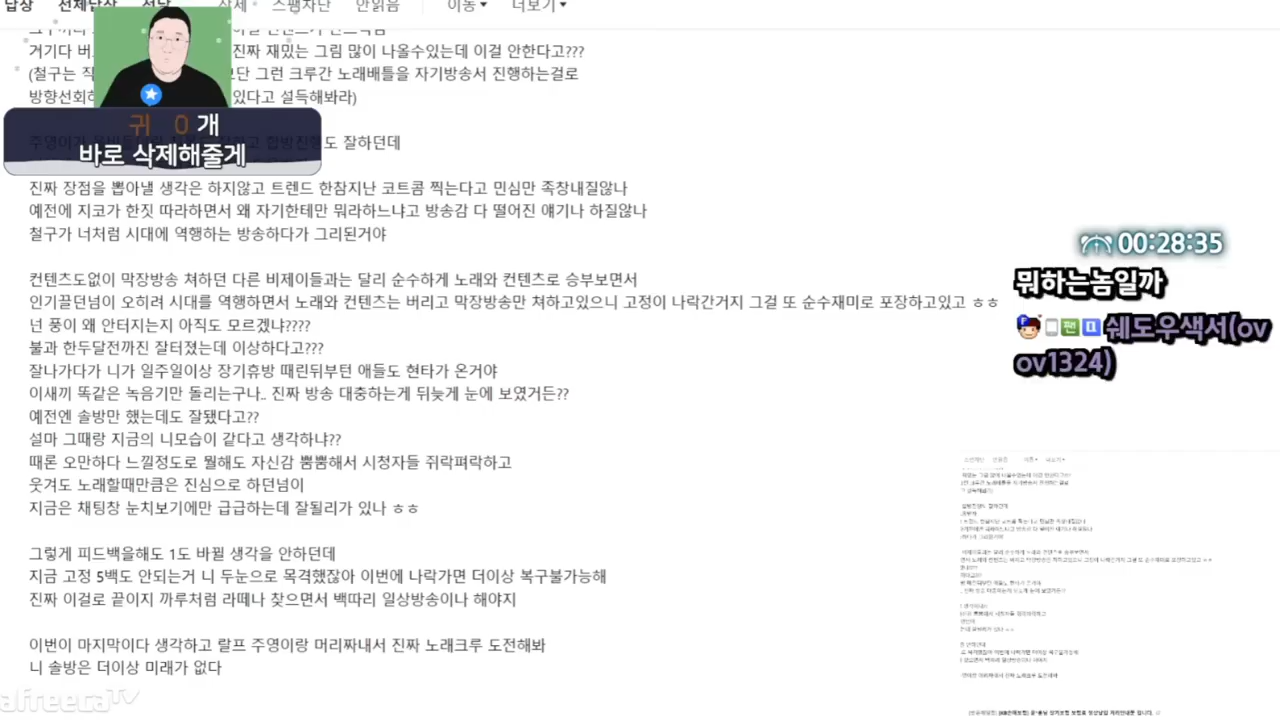 답장 전체답장 전달 삭제 스팸차단 안읽음 이동 더보기
거기다 버 진짜 재밌는 그림 많이 나올수있는데 이걸 안한다고???
(철구는 직 보단 그런 크루간 노래배틀을 자기방송서 진행하는걸로
방향선회하 있다고 설득해봐라)
주영이가 합방진행도 잘하던데
귀 0개
바로 삭제해줄게
진짜 장점을 뽑아낼 생각은 하지않고 트렌드 한참지난 코트콤 찍는다고 민심만 족창내질않나
예전에 지코가 한짓 따라하면서 왜 자기한테만 뭐라하느냐고 방송감 다 떨어진 얘기나 하질않나
철구가 너처럼 시대에 역행하는 방송하다가 그리된거야
컨텐츠도없이 막장방송 쳐하던 다른 비제이들과는 달리 순수하게 노래와 컨텐츠로 승부보면서
인기끌던넘이 오히려 시대를 역행하면서 노래와 컨텐츠는 버리고 막장방송만 쳐하고있으니 고정이 나락간거지 그걸 또 순수재미로 포장하고있고 ㅎㅎ
넌 풍이 왜 안터지는지 아직도 모르겠냐????
불과 한두달전까진 잘터졌는데 이상하다고???
잘나가다가 니가 일주일이상 장기휴방 때린뒤부턴 애들도 현타가 온거야
이새끼 똑같은 녹음기만 돌리는구나.. 진짜 방송 대충하는게 뒤늦게 눈에 보였거든??
예전엔 솔방만 했는데도 잘됐다고??
설마 그때랑 지금의 니모습이 같다고 생각하냐??
때론 오만하다 느낄정도로 뭘해도 자신감 뿜뿜해서 시청자들 쥐락펴락하고
웃겨도 노래할때만큼은 진심으로 하던넘이
지금은 채팅창 눈치보기에만 급급하는데 잘될리가 있나 ㅎㅎ
그렇게 피드백을해도 1도 바뀔 생각을 안하던데
지금 고정 5백도 안되는거 니 두눈으로 목격했잖아 이번에 나락가면 더이상 복구불가능해
진짜 이걸로 끝이지 까루처럼 라떼나 찾으면서 백따리 일상방송이나 해야지
이번이 마지막이다 생각하고 랄프 주영이랑 머리짜내서 진짜 노래크루 도전해봐
니 솔방은 더이상 미래가 없다
00:28:35
뭐하는놈일까
팬 쉐도우색서(ov
ov1324)
afreecaTV